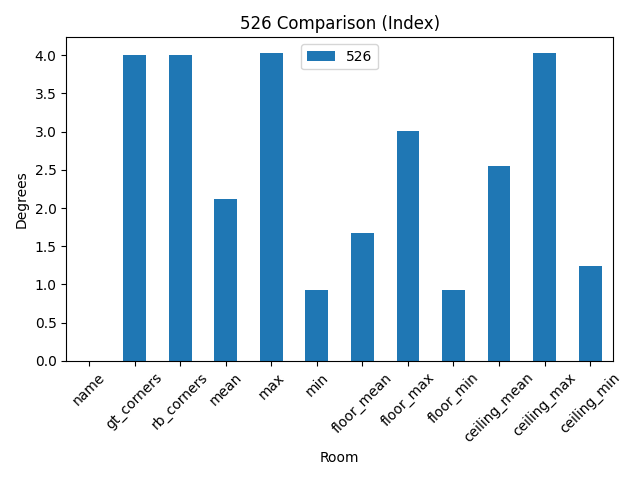 526 Comparison (Index)
526
Degrees
4.0
3.5
3.0
2.5
2.0
1.5
1.0
0.5
0.0
name
gt_corners
rb_corners
mean
max
min
floor_mean
floor_max
floor_min
ceiling_mean
ceiling_max
ceiling_min
Room